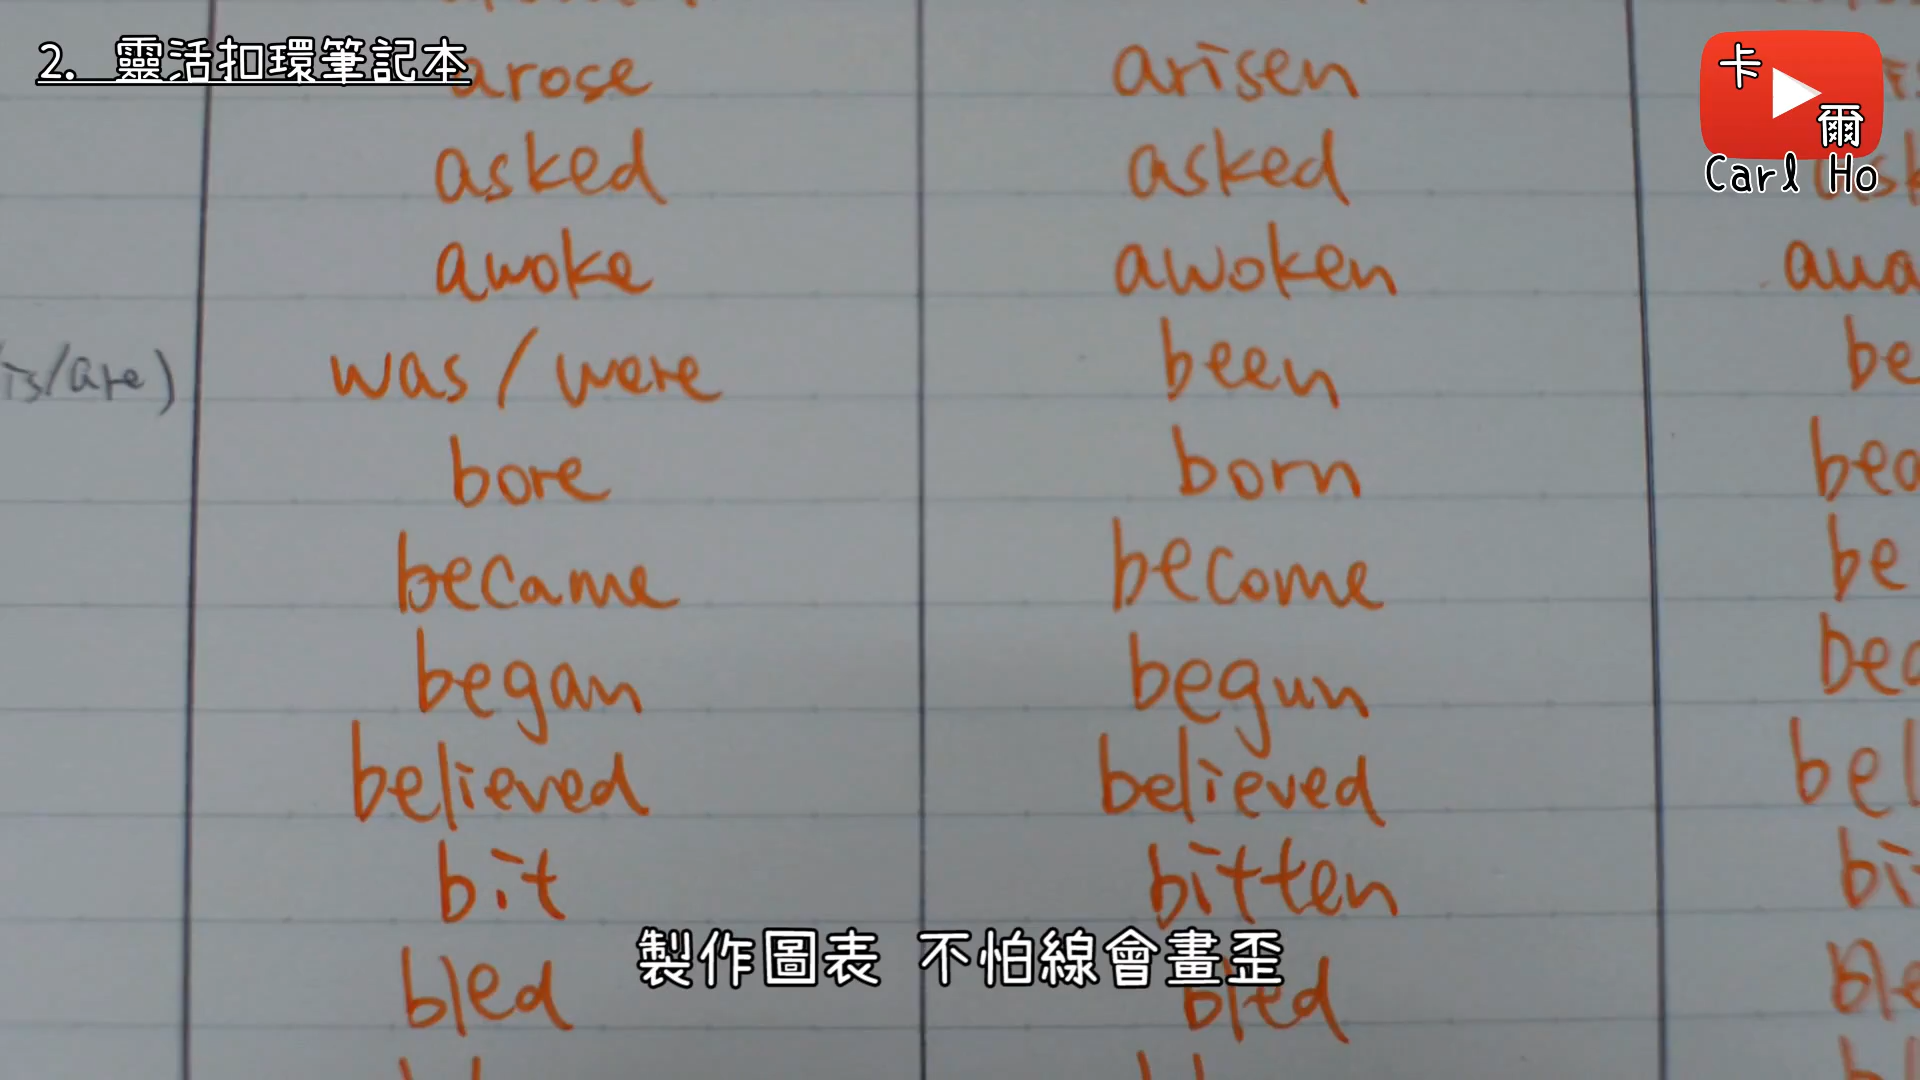 2. 靈活扣環筆記本
卡
爾
Carl Ho
arose arisen
asked asked
awoke awoken
is/are) was / were been be
bore born
became become be
began begun
believed believed
bit bitten
製作圖表 不怕線會畫歪
bled bled